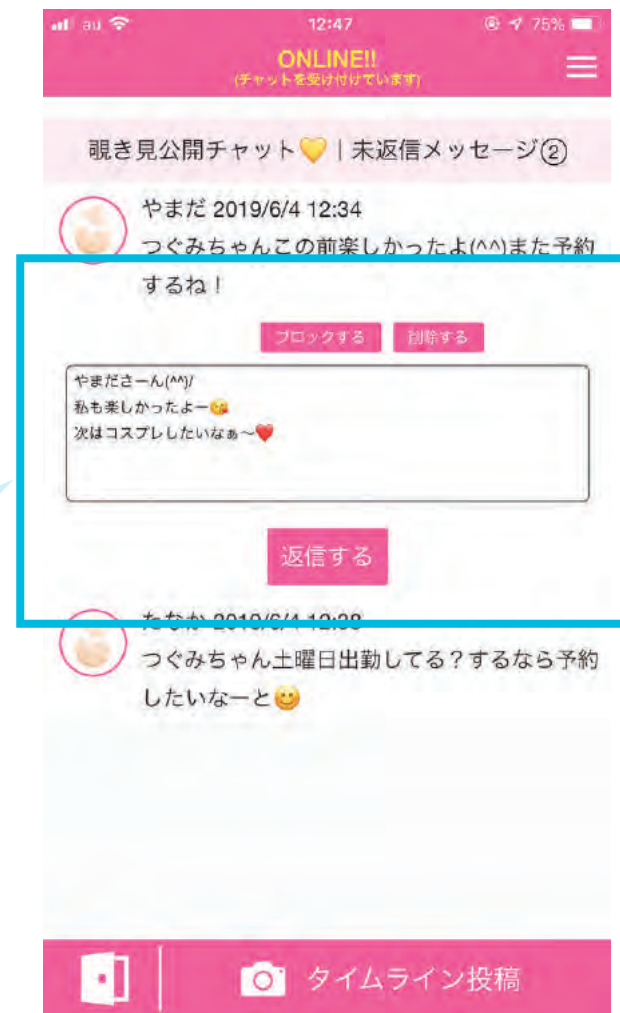 au 12:47 75%
ONLINE!!
(チャットを受け付けています)
覗き見公開チャット💛｜未返信メッセージ②
やまだ 2019/6/4 12:34
つぐみちゃんこの前楽しかったよ(^^)また予約
するね！
ブロックする 削除する
やまださーん(^^)/
私も楽しかったよー😘
次はコスプレしたいなぁ〜❤️
返信する
たなか 2019/6/4 12:38
つぐみちゃん土曜日出勤してる？するなら予約
したいなーと😊
タイムライン投稿